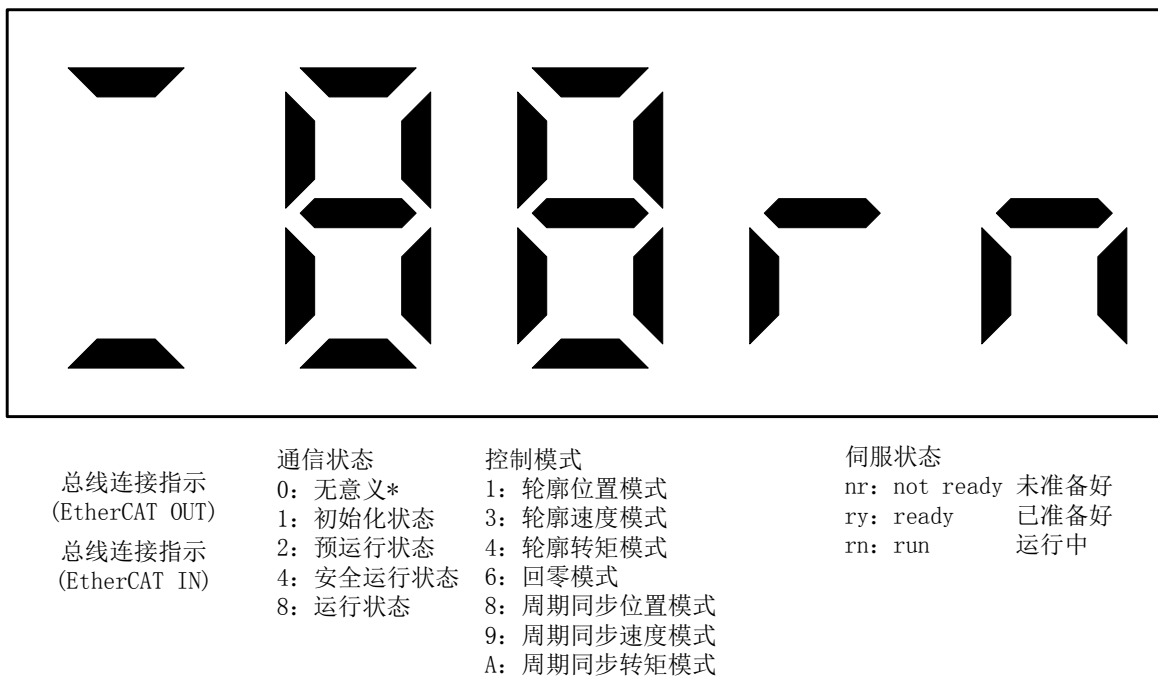 88rn
总线连接指示
(EtherCAT OUT)
总线连接指示
(EtherCAT IN)
通信状态
0：无意义*
1：初始化状态
2：预运行状态
4：安全运行状态
8：运行状态
控制模式
1：轮廓位置模式
3：轮廓速度模式
4：轮廓转矩模式
6：回零模式
8：周期同步位置模式
9：周期同步速度模式
A：周期同步转矩模式
伺服状态
nr：not ready 未准备好
ry：ready 已准备好
rn：run 运行中